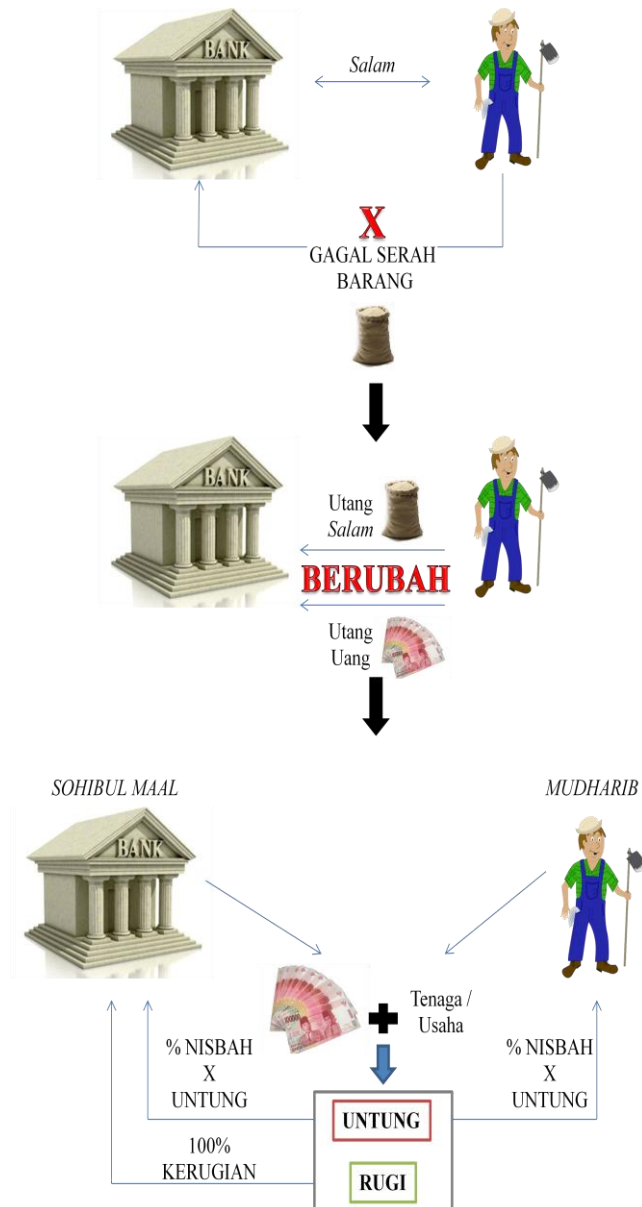 BANK
Salam
X
GAGAL SERAH
BARANG
BANK
Utang
Salam
BERUBAH
Utang
Uang
SOHIBUL MAAL
MUDHARIB
BANK
Tenaga /
Usaha
% NISBAH
X
UNTUNG
% NISBAH
X
UNTUNG
UNTUNG
100%
KERUGIAN
RUGI